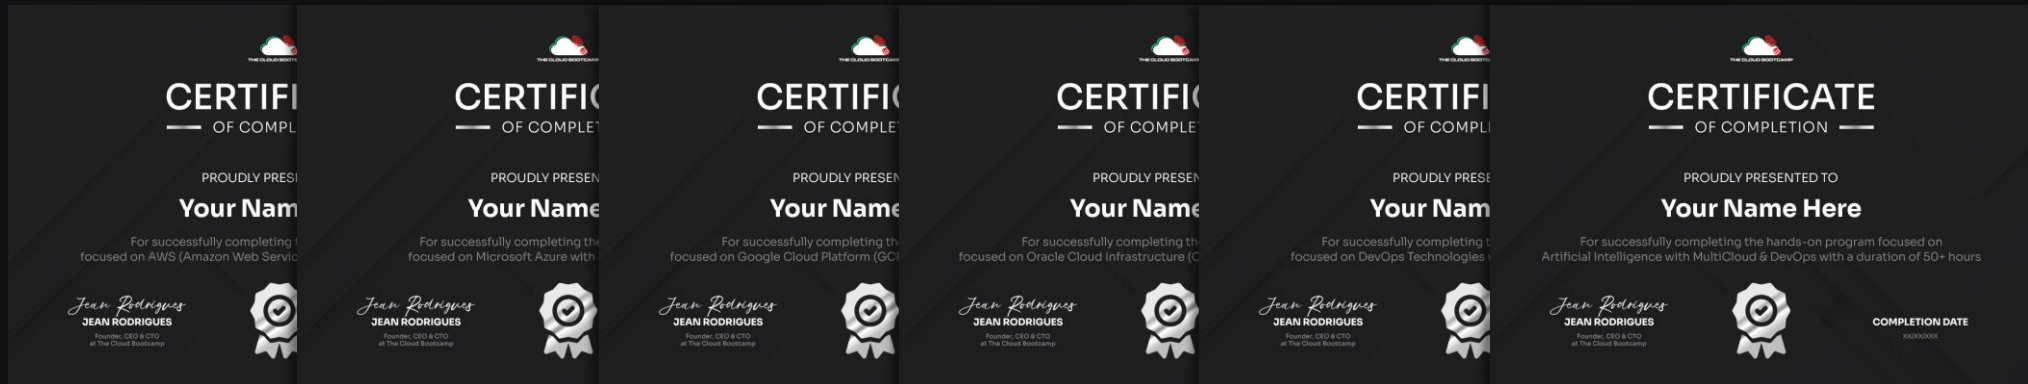 THE CLOUD BOOTC
CERTIFI
OF COMPL
PROUDLY PRESE
Your Nam
For successfully completing
focused on AWS (Amazon Web Servic
Jean Rodrigues
JEAN RODRIGUES
Founder, CEO & CTO
at The Cloud Bootcamp
THE CLOUD BOOTCAMP
CERTIFIC
OF COMPLET
PROUDLY PRESEN
Your Name
For successfully completing the
focused on Microsoft Azure with
Jean Rodrigues
JEAN RODRIGUES
Founder, CEO & CTO
at The Cloud Bootcamp
THE CLOUD BOOTCAM
CERTIFIC
OF COMPLE
PROUDLY PRESEN
Your Name
For successfully completing the
focused on Google Cloud Platform (GCP
Jean Rodrigues
JEAN RODRIGUES
Founder, CEO & CTO
at The Cloud Bootcamp
THE CLOUD BOOTCAM
CERTIFIC
OF COMPLET
PROUDLY PRESEN
Your Name
For successfully completing the
focused on Oracle Cloud Infrastructure (O
Jean Rodrigues
JEAN RODRIGUES
Founder, CEO & CTO
at The Cloud Bootcamp
THE CLOUD BOOTC
CERTIFI
OF COMPL
PROUDLY PRESE
Your Nam
For successfully completing t
focused on DevOps Technologies
Jean Rodrigues
JEAN RODRIGUES
Founder, CEO & CTO
at The Cloud Bootcamp
THE CLOUD BOOTCAMP
CERTIFICATE
OF COMPLETION
PROUDLY PRESENTED TO
Your Name Here
For successfully completing the hands-on program focused on
Artificial Intelligence with MultiCloud & DevOps with a duration of 50+ hours
Jean Rodrigues
JEAN RODRIGUES
Founder, CEO & CTO
at The Cloud Bootcamp
COMPLETION DATE
XX/XX/XXX